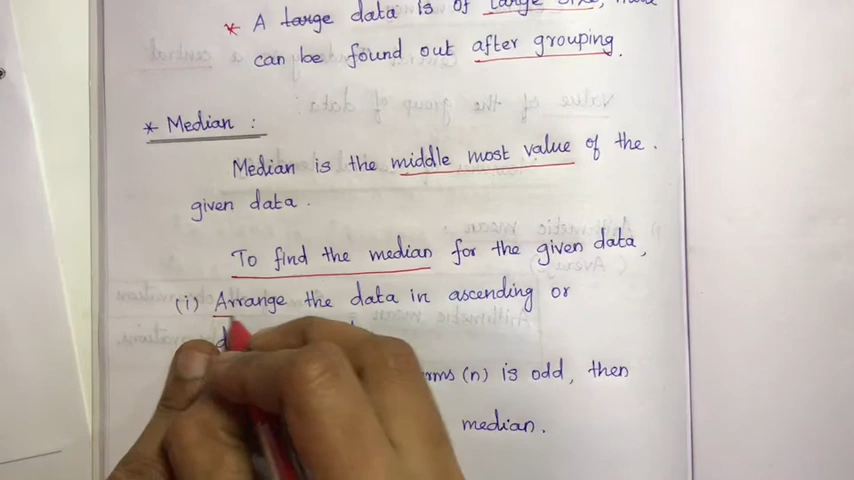 * A large data is of large size,
can be found out after grouping.
* Median :
Median is the middle most value of the
given data.
To find the median for the given data,
(i) Arrange the data in ascending or
(n) is odd, then
median.